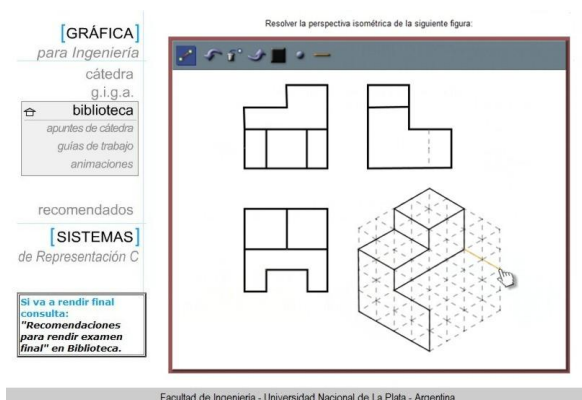 [GRÁFICA]
para Ingeniería
cátedra
g.i.g.a.
biblioteca
apuntes de cátedra
guías de trabajo
animaciones
recomendados
[SISTEMAS]
de Representación C
Si va a rendir final
consulta:
"Recomendaciones
para rendir examen
final" en Biblioteca.
Resolver la perspectiva isométrica de la siguiente figura:
Facultad de Ingeniería - Universidad Nacional de La Plata - Argentina